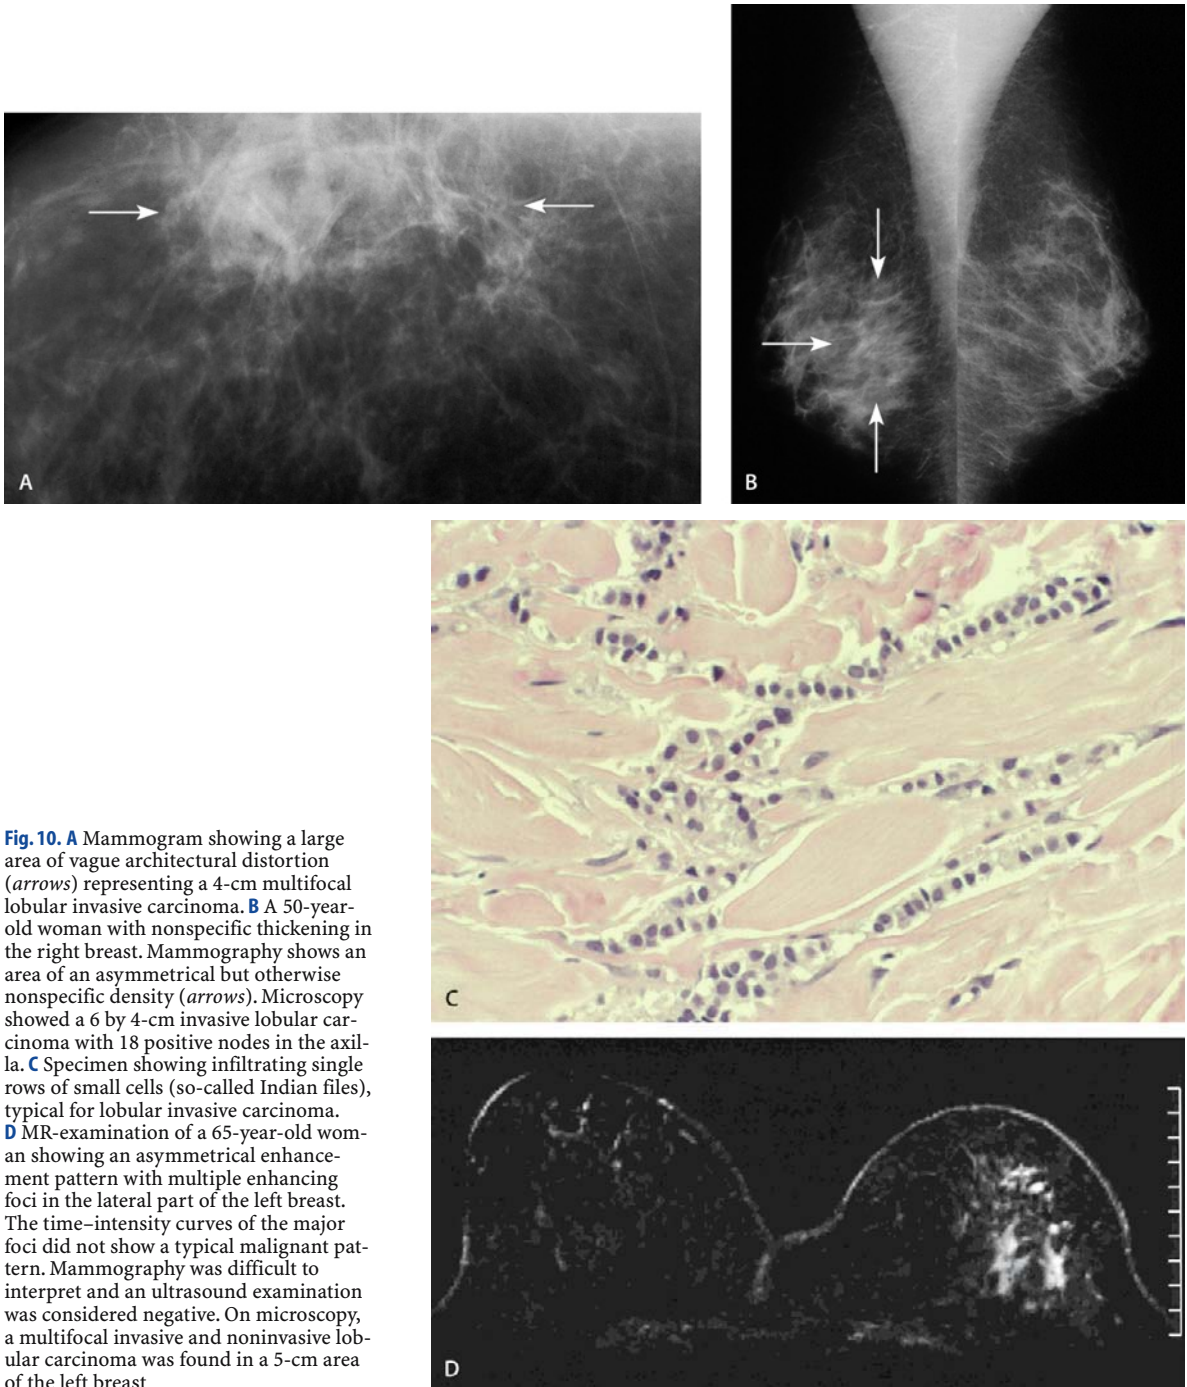 A
B
C
D
Fig. 10. A Mammogram showing a large
area of vague architectural distortion
(arrows) representing a 4-cm multifocal
lobular invasive carcinoma. B A 50-year-
old woman with nonspecific thickening in
the right breast. Mammography shows an
area of an asymmetrical but otherwise
nonspecific density (arrows). Microscopy
showed a 6 by 4-cm invasive lobular car-
cinoma with 18 positive nodes in the axil-
la. C Specimen showing infiltrating single
rows of small cells (so-called Indian files),
typical for lobular invasive carcinoma.
D MR-examination of a 65-year-old wom-
an showing an asymmetrical enhance-
ment pattern with multiple enhancing
foci in the lateral part of the left breast.
The time–intensity curves of the major
foci did not show a typical malignant pat-
tern. Mammography was difficult to
interpret and an ultrasound examination
was considered negative. On microscopy,
a multifocal invasive and noninvasive lob-
ular carcinoma was found in a 5-cm area
of the left breast